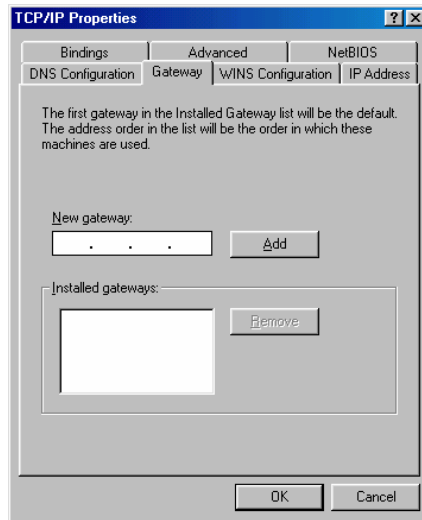 TCP/IP Properties
Bindings Advanced NetBIOS
DNS Configuration Gateway WINS Configuration IP Address
The first gateway in the Installed Gateway list will be the default.
The address order in the list will be the order in which these
machines are used.
New gateway:
. . . Add
Installed gateways:
Remove
OK Cancel